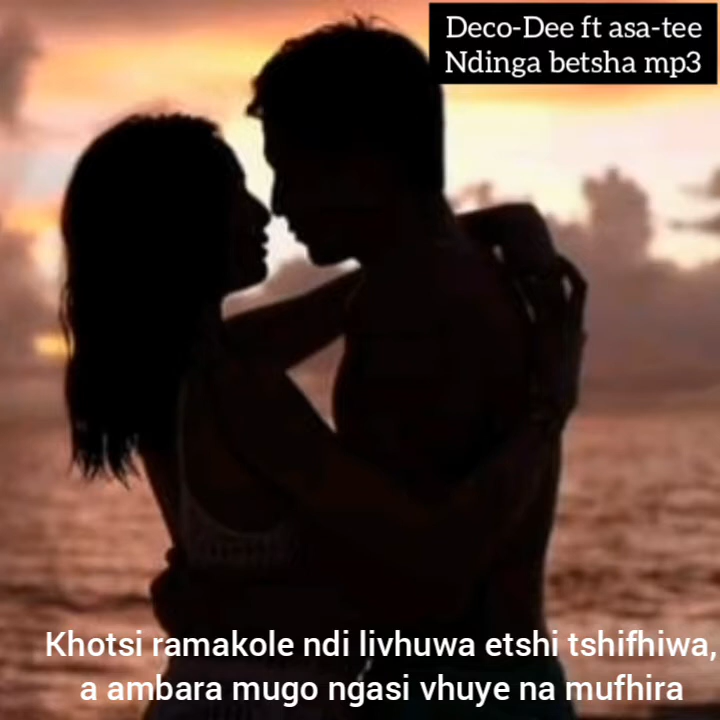 Deco-Dee ft asa-tee
Ndinga betsha mp3
Khotsi ramakole ndi livhuwa etshi tshifhiwa,
a ambara mugo ngasi vhuye na mufhira